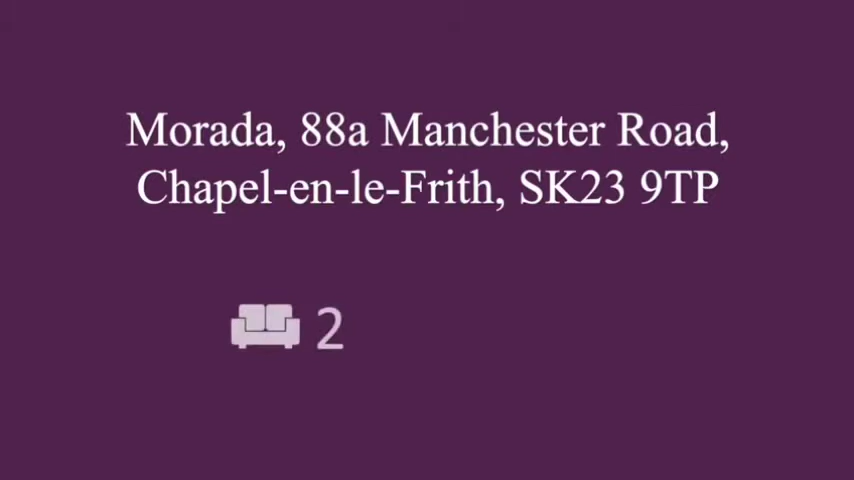 Morada, 88a Manchester Road,
Chapel-en-le-Frith, SK23 9TP
2